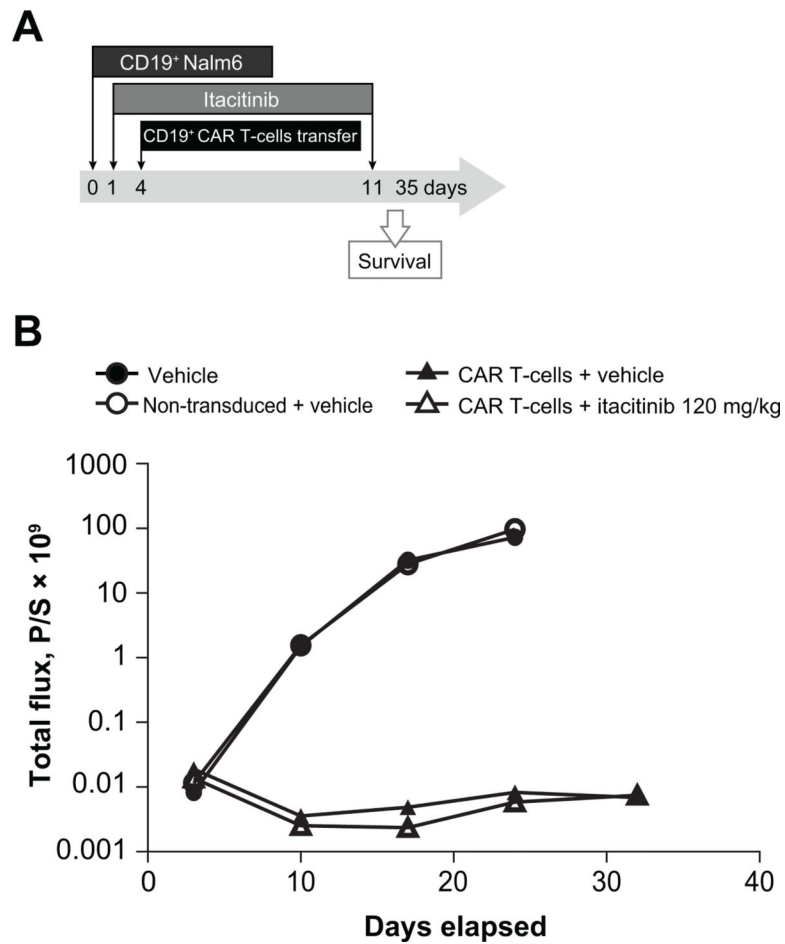 A
CD19⁺ Nalm6
Itacitinib
CD19⁺ CAR T-cells transfer
0 1 4 11 35 days
Survival
B
Vehicle
CAR T-cells + vehicle
Non-transduced + vehicle
CAR T-cells + itacitinib 120 mg/kg
Total flux, P/S × 10⁹
1000
100
10
1
0.1
0.01
0.001
0 10 20 30 40
Days elapsed